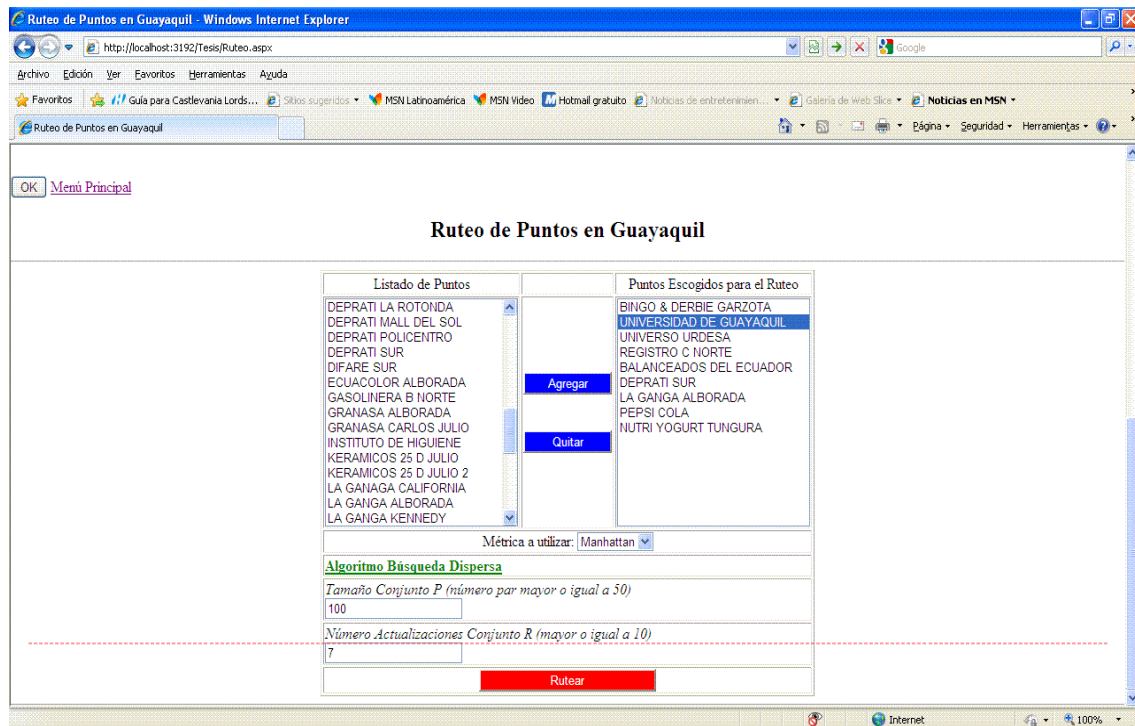 Ruteo de Puntos en Guayaquil - Windows Internet Explorer
http://localhost:3192/Tesis/Ruteo.aspx
Google
Archivo Edición Ver Favoritos Herramientas Ayuda
Favoritos Guía para Castlevania Lords... Sitios sugeridos MSN Latinoamérica MSN Video Hotmail gratuito Noticias de entretenimien... Galería de Web Slice Noticias en MSN
Ruteo de Puntos en Guayaquil
Página Seguridad Herramientas
OK Menú Principal
Ruteo de Puntos en Guayaquil
Listado de Puntos
DEPRATI LA ROTONDA
DEPRATI MALL DEL SOL
DEPRATI POLICENTRO
DEPRATI SUR
DIFARE SUR
ECUACOLOR ALBORADA
GASOLINERA B NORTE
GRANASA ALBORADA
GRANASA CARLOS JULIO
INSTITUTO DE HIGUIENE
KERAMICOS 25 D JULIO
KERAMICOS 25 D JULIO 2
LA GANAGA CALIFORNIA
LA GANGA ALBORADA
LA GANGA KENNEDY
Agregar
Quitar
Puntos Escogidos para el Ruteo
BINGO & DERBIE GARZOTA
UNIVERSIDAD DE GUAYAQUIL
UNIVERSO URDESA
REGISTRO C NORTE
BALANCEADOS DEL ECUADOR
DEPRATI SUR
LA GANGA ALBORADA
PEPSI COLA
NUTRI YOGURT TUNGURA
Métrica a utilizar: Manhattan
Algoritmo Búsqueda Dispersa
Tamaño Conjunto P (número par mayor o igual a 50)
100
Número Actualizaciones Conjunto R (mayor o igual a 10)
7
Rutear
Internet 100%